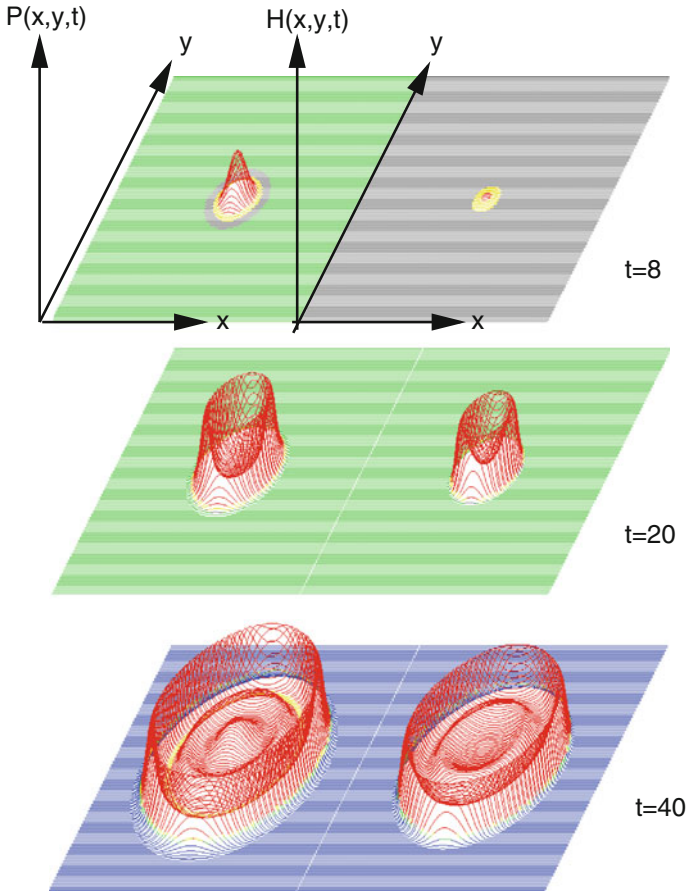 P(x,y,t)
H(x,y,t)
y
y
t=8
x
x
t=20
t=40